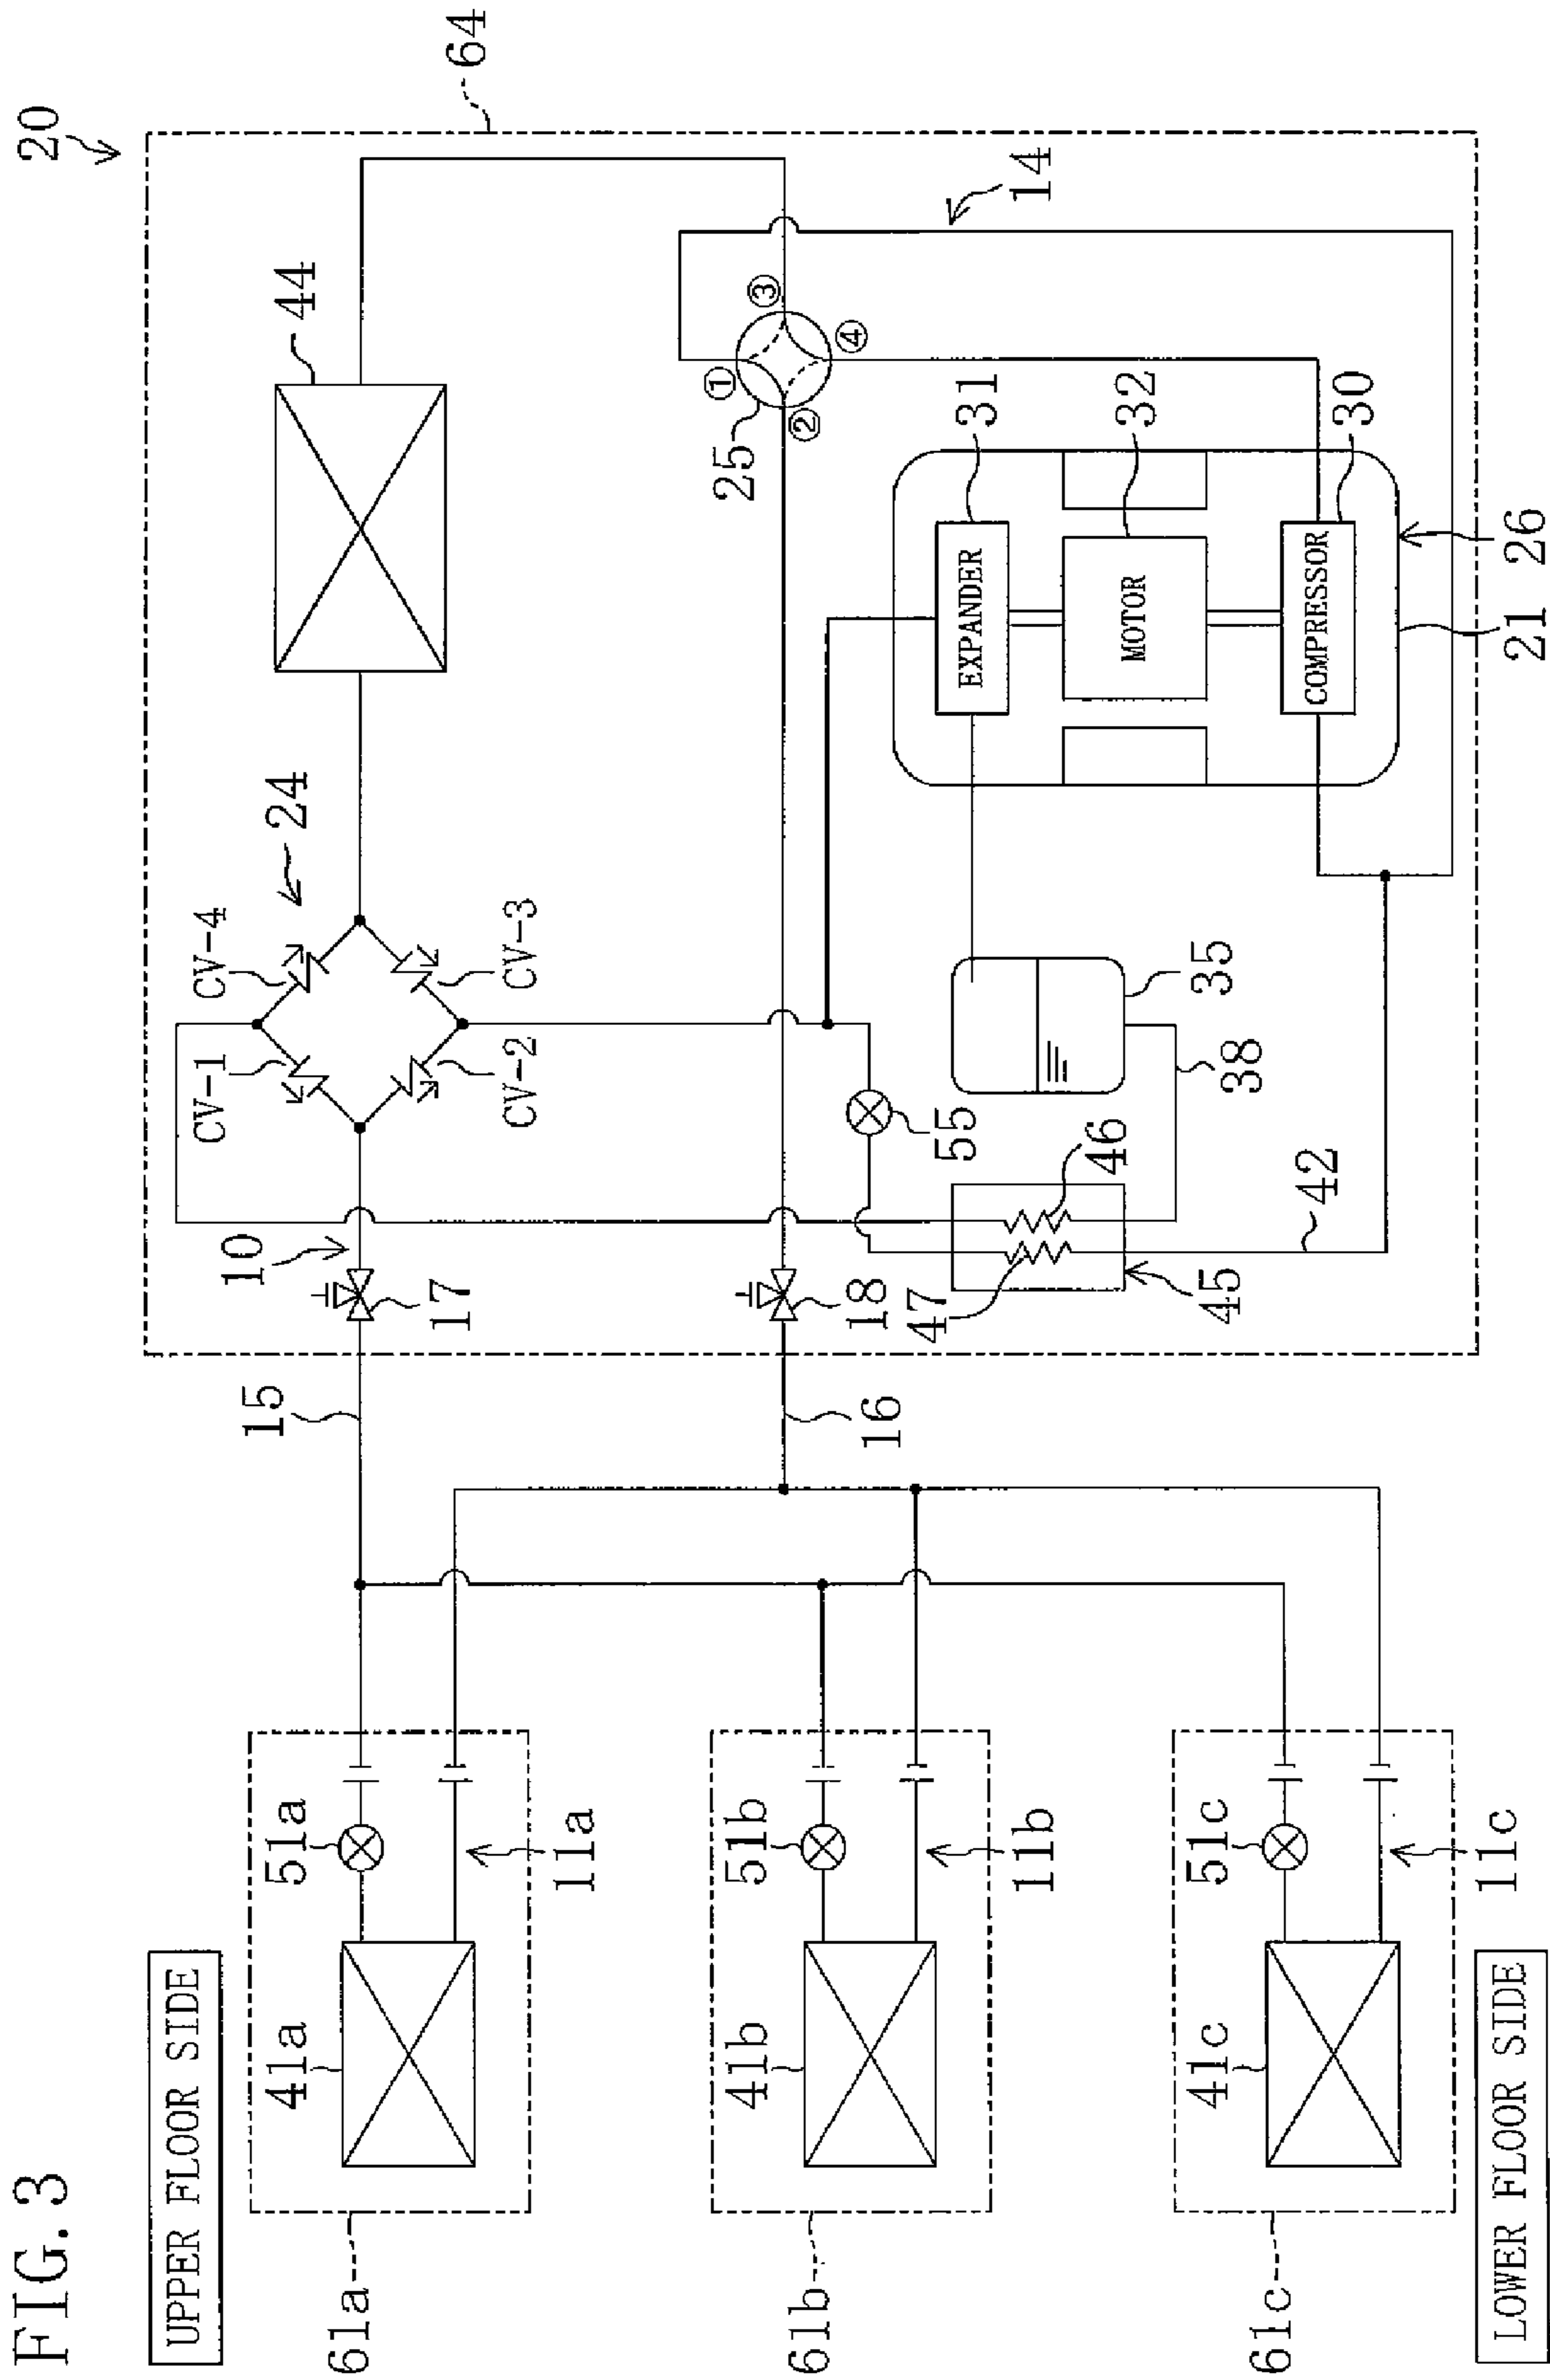 FIG. 3
UPPER FLOOR SIDE
LOWER FLOOR SIDE
20
64
14
44
24
25
①
②
③
④
CV-1
CV-2
CV-3
CV-4
10
17
18
15
16
31
32
30
EXPANDER
MOTOR
COMPRESSOR
26
21
35
38
55
46
47
45
42
51a
11a
41a
61a
51b
11b
41b
61b
51c
11c
41c
61c